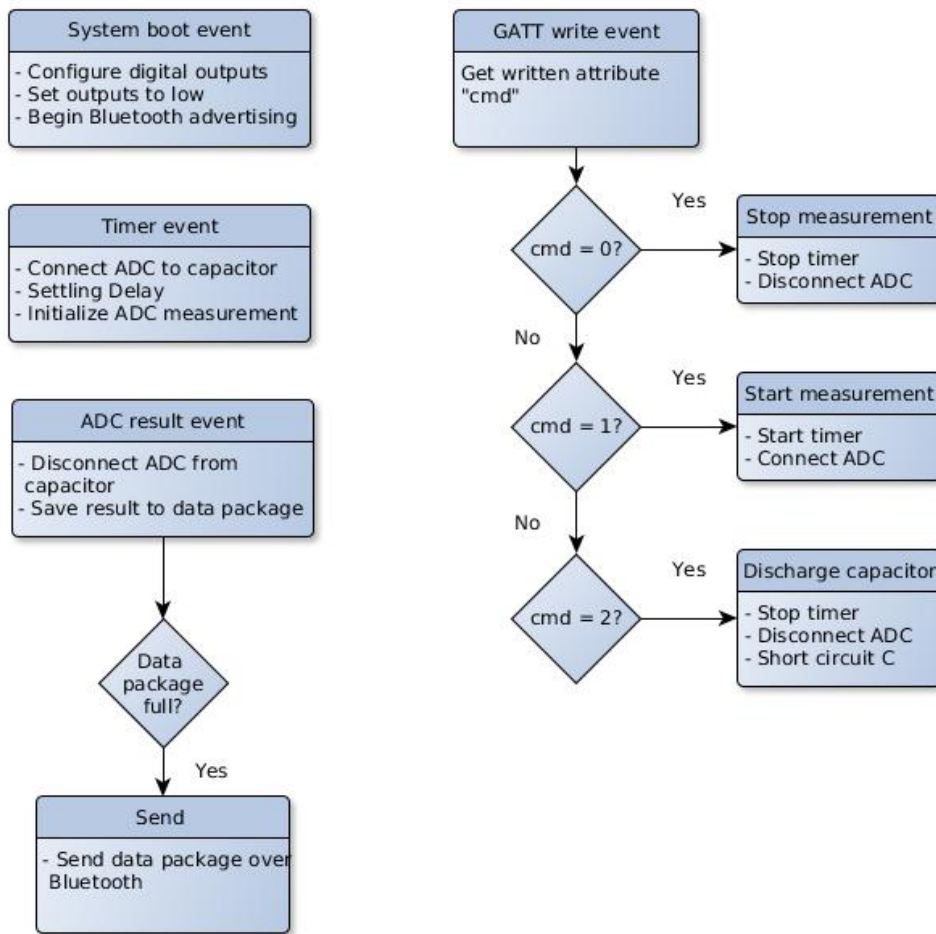 System boot event
- Configure digital outputs
- Set outputs to low
- Begin Bluetooth advertising
Timer event
- Connect ADC to capacitor
- Settling Delay
- Initialize ADC measurement
ADC result event
- Disconnect ADC from
capacitor
- Save result to data package
Data
package
full?
Yes
Send
- Send data package over
Bluetooth
GATT write event
Get written attribute
"cmd"
cmd = 0?
Yes
Stop measurement
- Stop timer
- Disconnect ADC
No
cmd = 1?
Yes
Start measurement
- Start timer
- Connect ADC
No
cmd = 2?
Yes
Discharge capacitor
- Stop timer
- Disconnect ADC
- Short circuit C